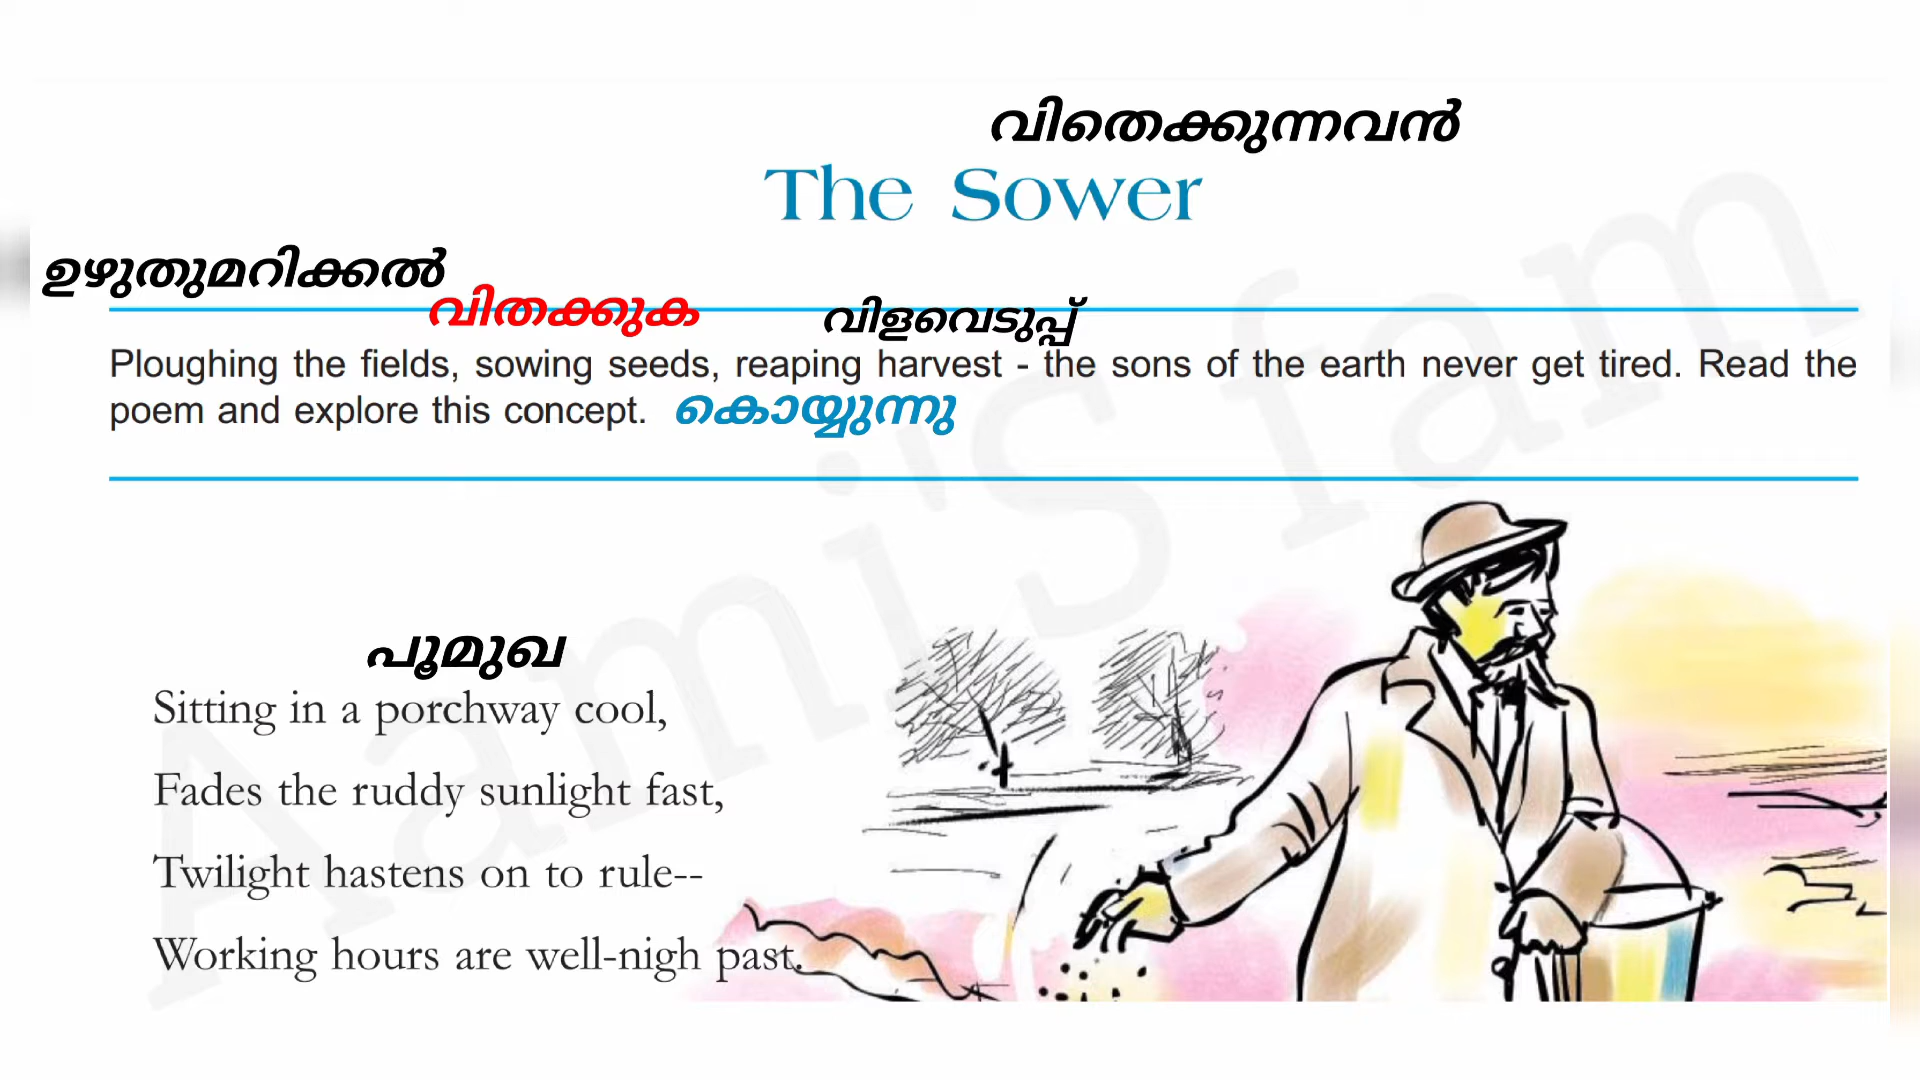 വിതെക്കുന്നവൻ
The Sower
ഉഴുതുമറിക്കൽ
വിതക്കുക
വിളവെടുപ്പ്
Ploughing the fields, sowing seeds, reaping harvest - the sons of the earth never get tired. Read the
poem and explore this concept.
കൊയ്യുന്നു
പൂമുഖ
Sitting in a porchway cool,
Fades the ruddy sunlight fast,
Twilight hastens on to rule--
Working hours are well-nigh past.
Aami'S fam